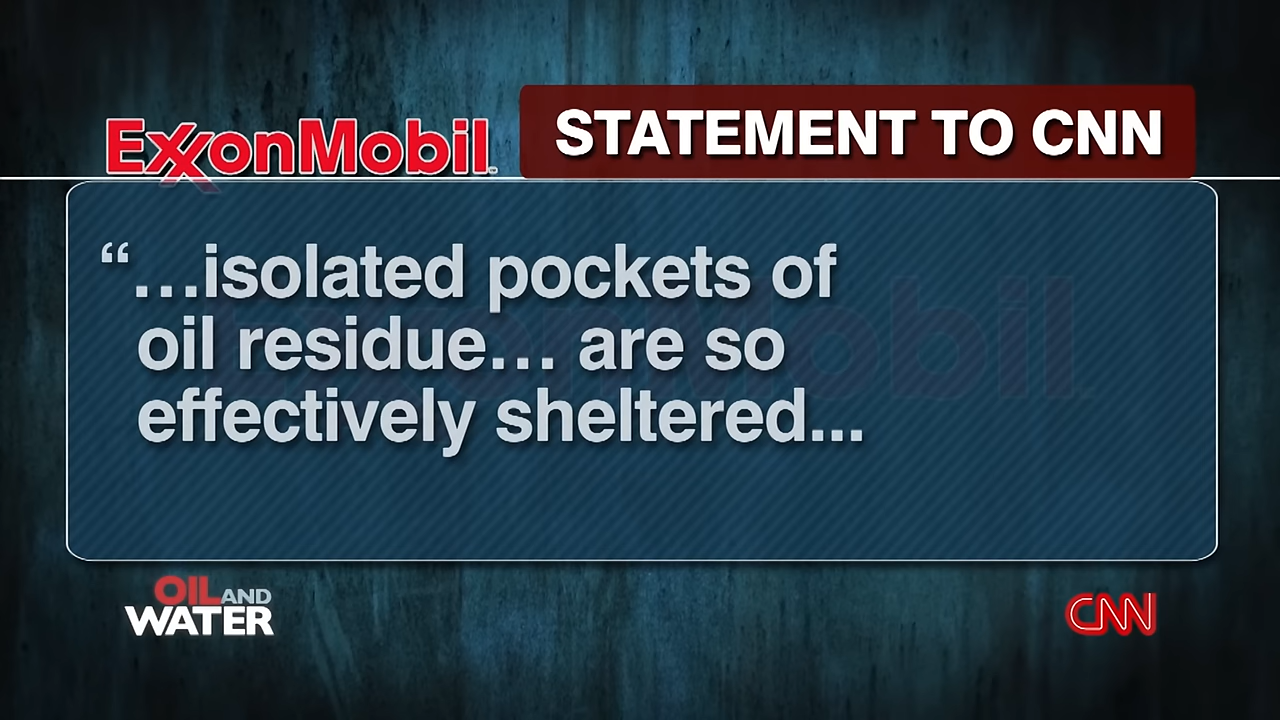 ExxonMobil
STATEMENT TO CNN
“…isolated pockets of
oil residue… are so
effectively sheltered...
OIL AND
WATER
CNN